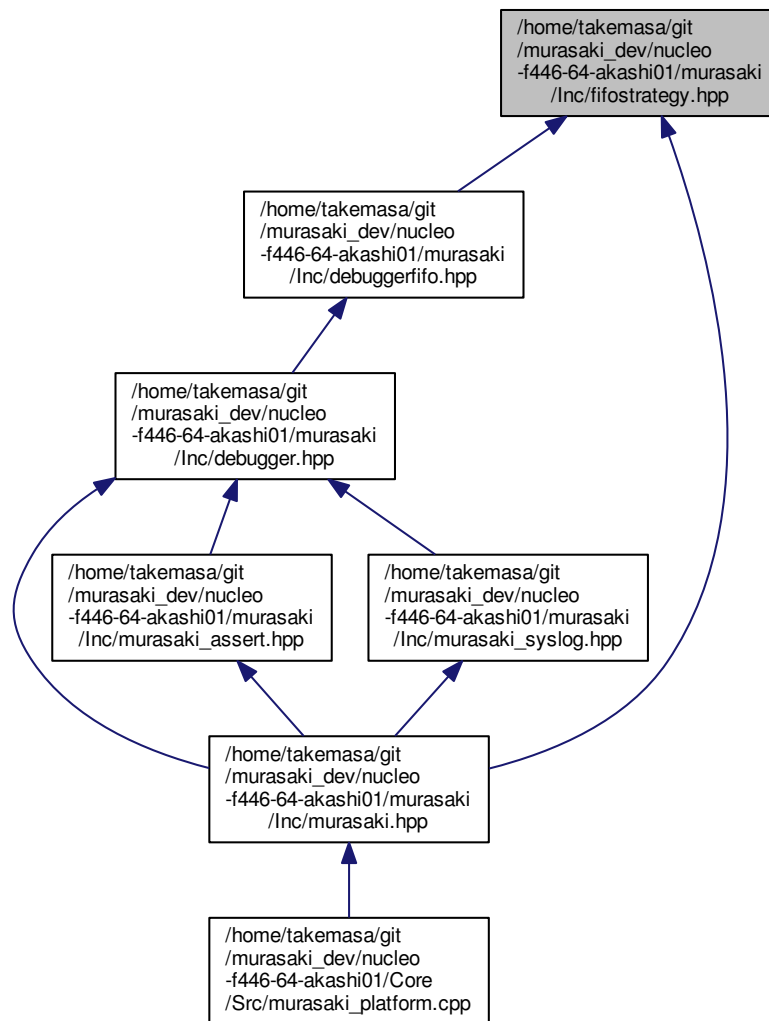 /home/takemasa/git
/murasaki_dev/nucleo
-f446-64-akashi01/murasaki
/Inc/fifostrategy.hpp
/home/takemasa/git
/murasaki_dev/nucleo
-f446-64-akashi01/murasaki
/Inc/debuggerfifo.hpp
/home/takemasa/git
/murasaki_dev/nucleo
-f446-64-akashi01/murasaki
/Inc/debugger.hpp
/home/takemasa/git
/murasaki_dev/nucleo
-f446-64-akashi01/murasaki
/Inc/murasaki_assert.hpp
/home/takemasa/git
/murasaki_dev/nucleo
-f446-64-akashi01/murasaki
/Inc/murasaki_syslog.hpp
/home/takemasa/git
/murasaki_dev/nucleo
-f446-64-akashi01/murasaki
/Inc/murasaki.hpp
/home/takemasa/git
/murasaki_dev/nucleo
-f446-64-akashi01/Core
/Src/murasaki_platform.cpp